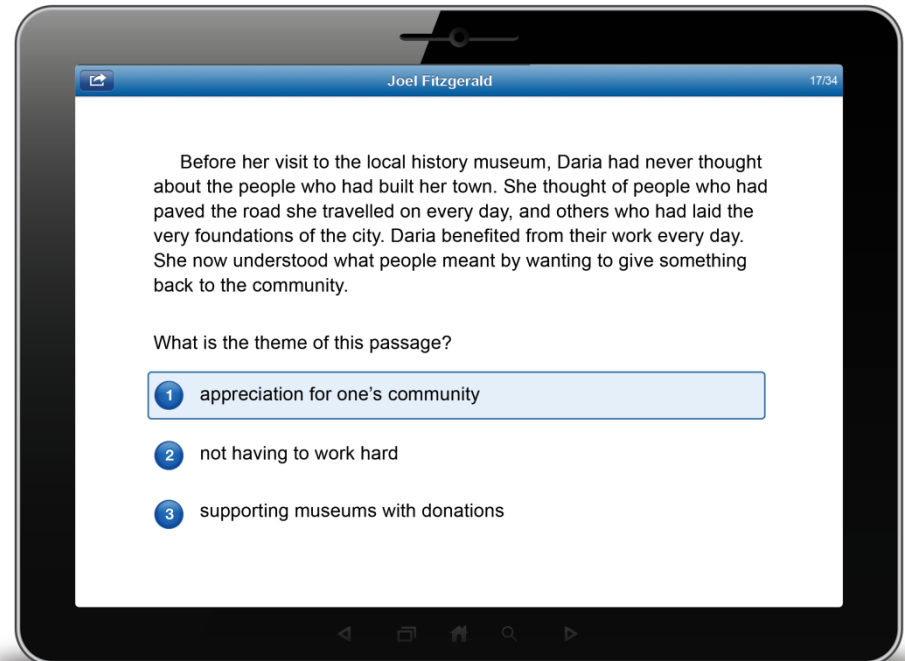 Joel Fitzgerald
17/34
Before her visit to the local history museum, Daria had never thought
about the people who had built her town. She thought of people who had
paved the road she travelled on every day, and others who had laid the
very foundations of the city. Daria benefited from their work every day.
She now understood what people meant by wanting to give something
back to the community.
What is the theme of this passage?
1 appreciation for one's community
2 not having to work hard
3 supporting museums with donations